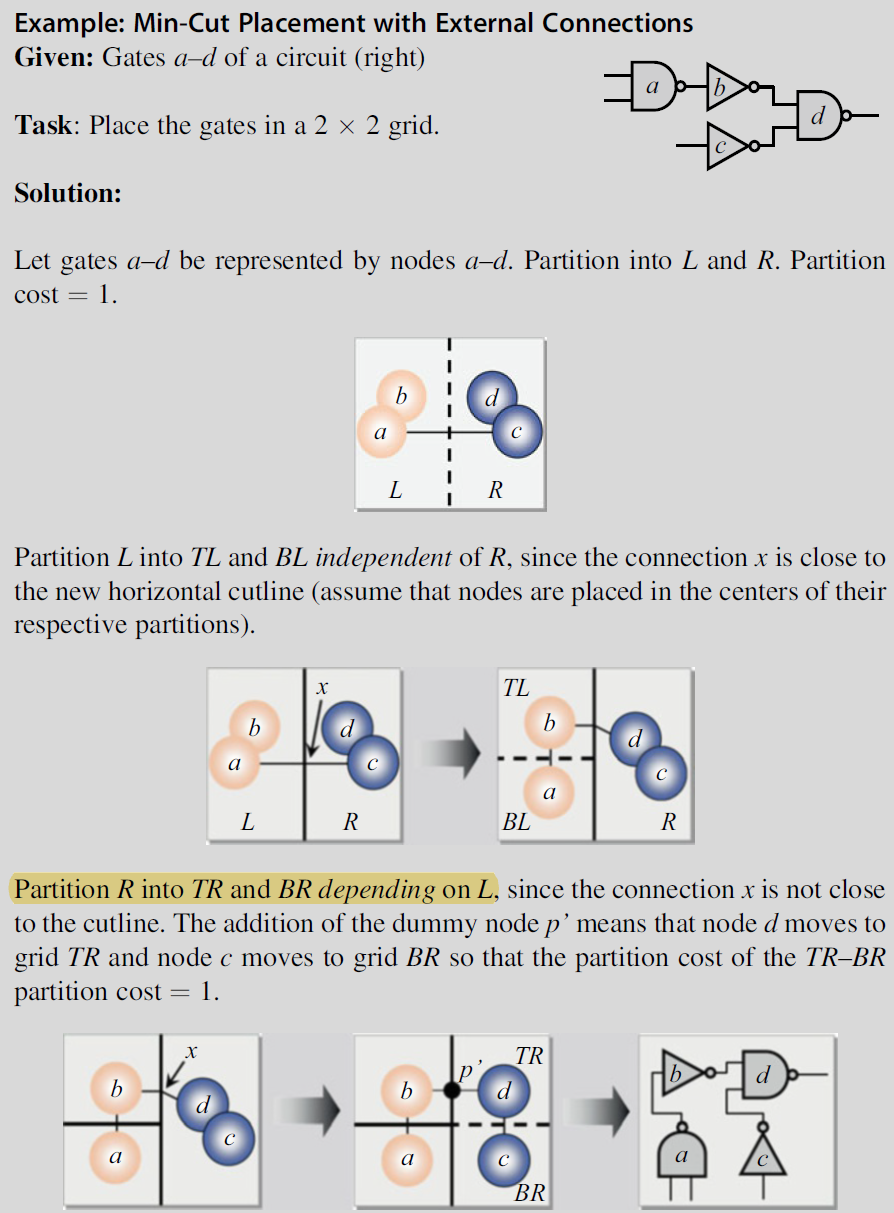 Example: Min-Cut Placement with External Connections
Given: Gates a–d of a circuit (right)
a
b
d
c
Task: Place the gates in a 2 × 2 grid.
Solution:
Let gates a–d be represented by nodes a–d. Partition into L and R. Partition
cost = 1.
b
d
a
c
L
R
Partition L into TL and BL independent of R, since the connection x is close to
the new horizontal cutline (assume that nodes are placed in the centers of their
respective partitions).
x
b
d
a
c
L
R
TL
b
d
c
a
BL
R
Partition R into TR and BR depending on L, since the connection x is not close
to the cutline. The addition of the dummy node p’ means that node d moves to
grid TR and node c moves to grid BR so that the partition cost of the TR–BR
partition cost = 1.
x
b
d
c
a
p’
TR
b
d
a
c
BR
b
d
a
c